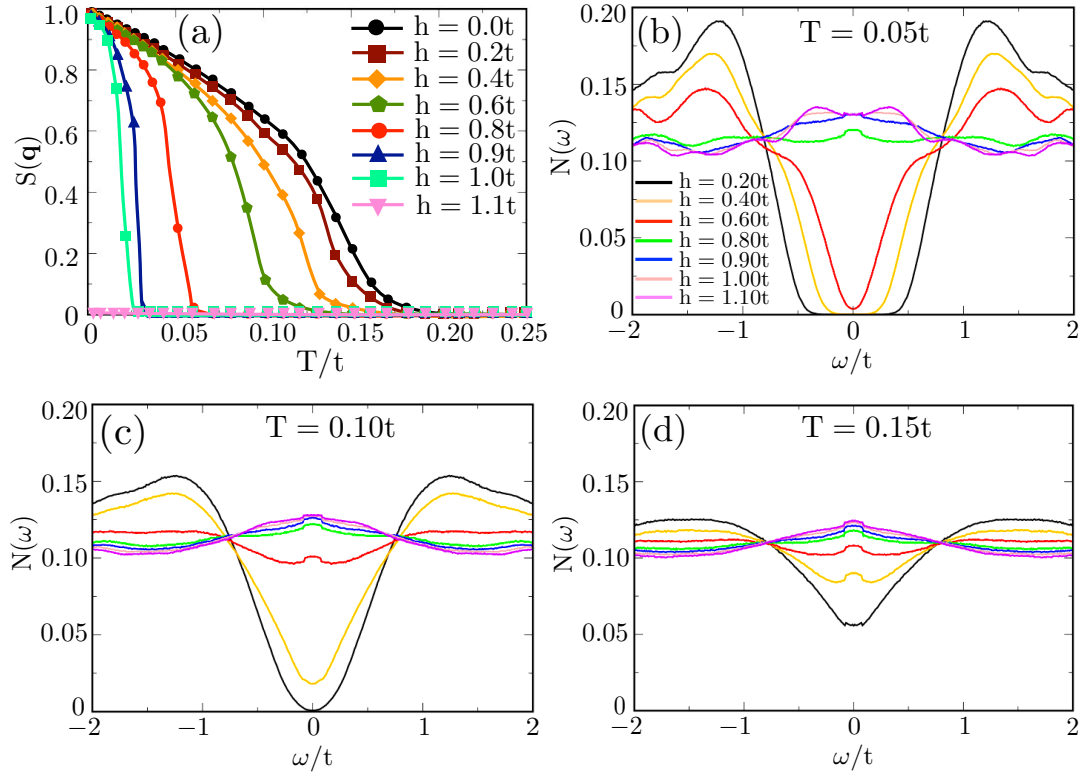 (a)
S(q)
1.0
0.8
0.6
0.4
0.2
0
0 0.05 0.10 0.15 0.20 0.25
T/t
h = 0.0t
h = 0.2t
h = 0.4t
h = 0.6t
h = 0.8t
h = 0.9t
h = 1.0t
h = 1.1t
(b) T = 0.05t
N(ω)
0.20
0.15
0.10
0.05
0
h = 0.20t
h = 0.40t
h = 0.60t
h = 0.80t
h = 0.90t
h = 1.00t
h = 1.10t
−2 −1 0 1 2
ω/t
(c) T = 0.10t
N(ω)
0.20
0.15
0.10
0.05
0
−2 −1 0 1 2
ω/t
(d) T = 0.15t
N(ω)
0.20
0.15
0.10
0.05
0
−2 −1 0 1 2
ω/t